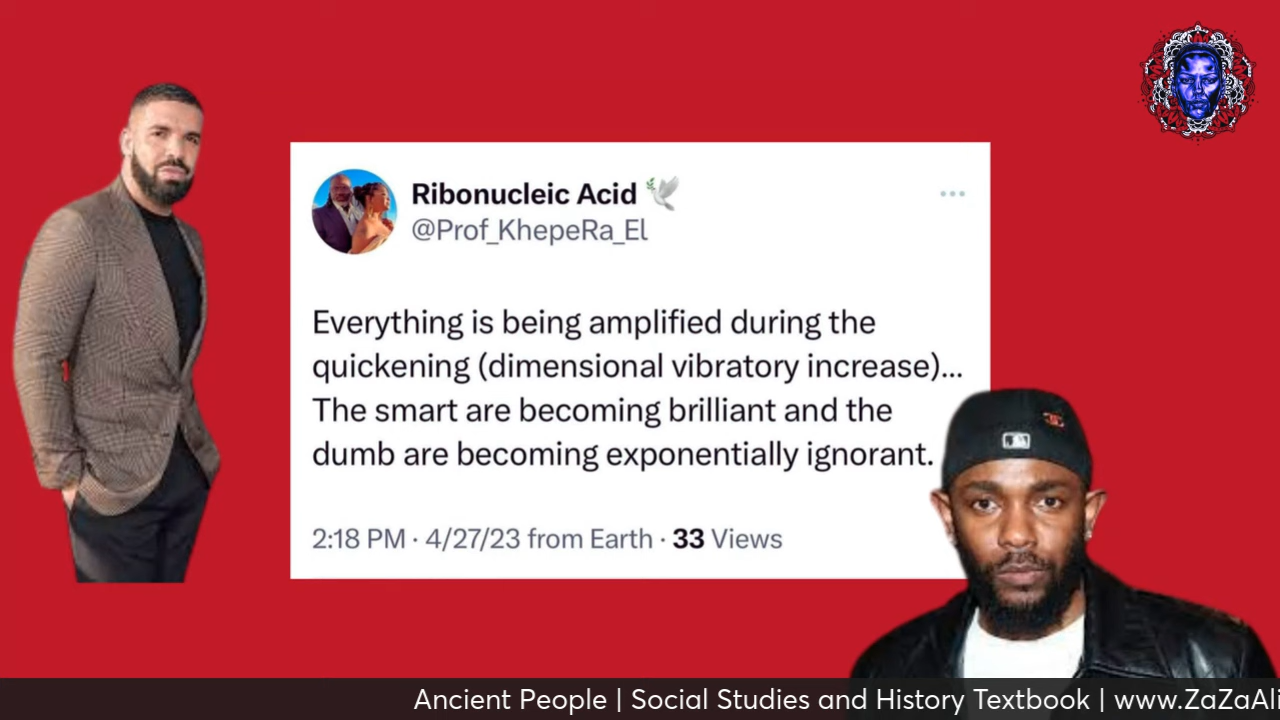 Ribonucleic Acid 🕊️
@Prof_KhepeRa_El
Everything is being amplified during the
quickening (dimensional vibratory increase)...
The smart are becoming brilliant and the
dumb are becoming exponentially ignorant.
2:18 PM · 4/27/23 from Earth · 33 Views
Ancient People | Social Studies and History Textbook | www.ZaZaAli